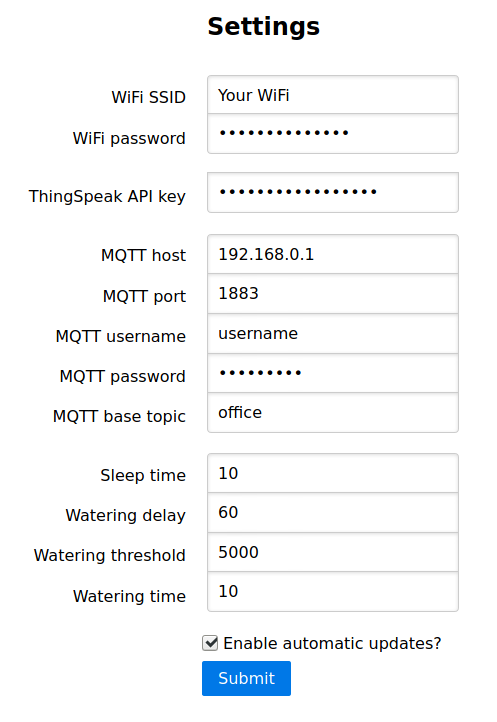 Settings
WiFi SSID Your WiFi
WiFi password ••••••••••••••
ThingSpeak API key •••••••••••••••••
MQTT host 192.168.0.1
MQTT port 1883
MQTT username username
MQTT password •••••••••
MQTT base topic office
Sleep time 10
Watering delay 60
Watering threshold 5000
Watering time 10
Enable automatic updates?
Submit